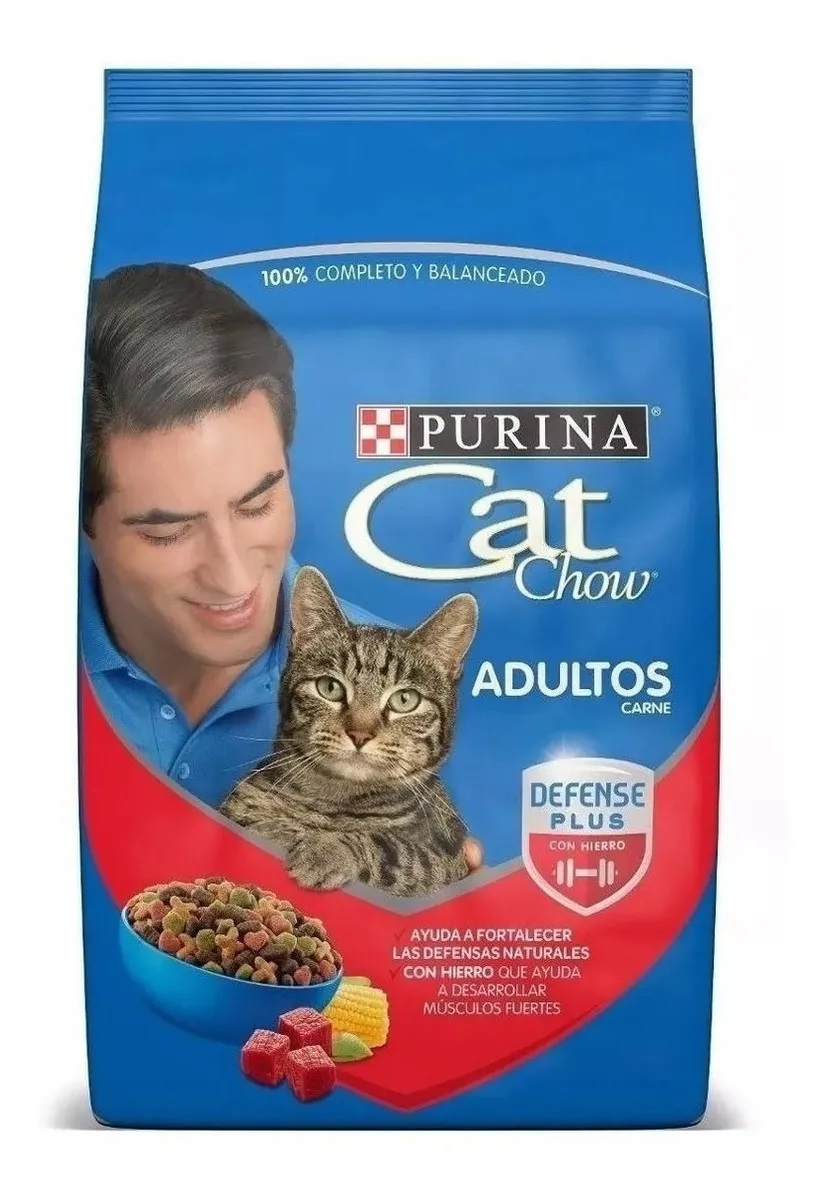 100% COMPLETO Y BALANCEADO
PURINA®
Cat
Chow®
ADULTOS
CARNE
DEFENSE
PLUS
CON HIERRO
AYUDA A FORTALECER
LAS DEFENSAS NATURALES
CON HIERRO QUE AYUDA
A DESARROLLAR
MÚSCULOS FUERTES